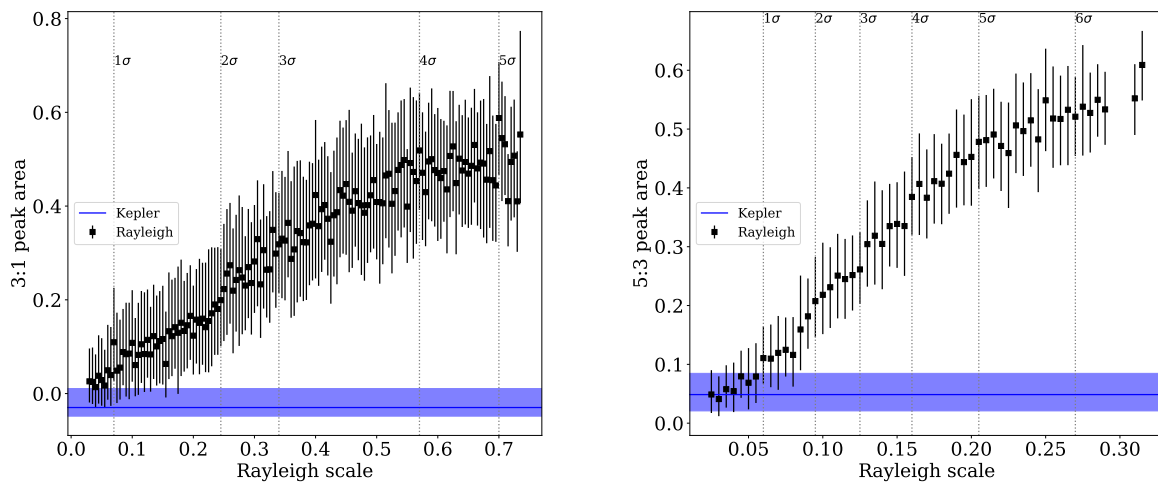 0.8
0.6
0.4
0.2
0.0
3:1 peak area
1σ
2σ
3σ
4σ
5σ
Kepler
Rayleigh
0.0 0.1 0.2 0.3 0.4 0.5 0.6 0.7
Rayleigh scale
0.6
0.5
0.4
0.3
0.2
0.1
0.0
5:3 peak area
1σ
2σ
3σ
4σ
5σ
6σ
Kepler
Rayleigh
0.05 0.10 0.15 0.20 0.25 0.30
Rayleigh scale